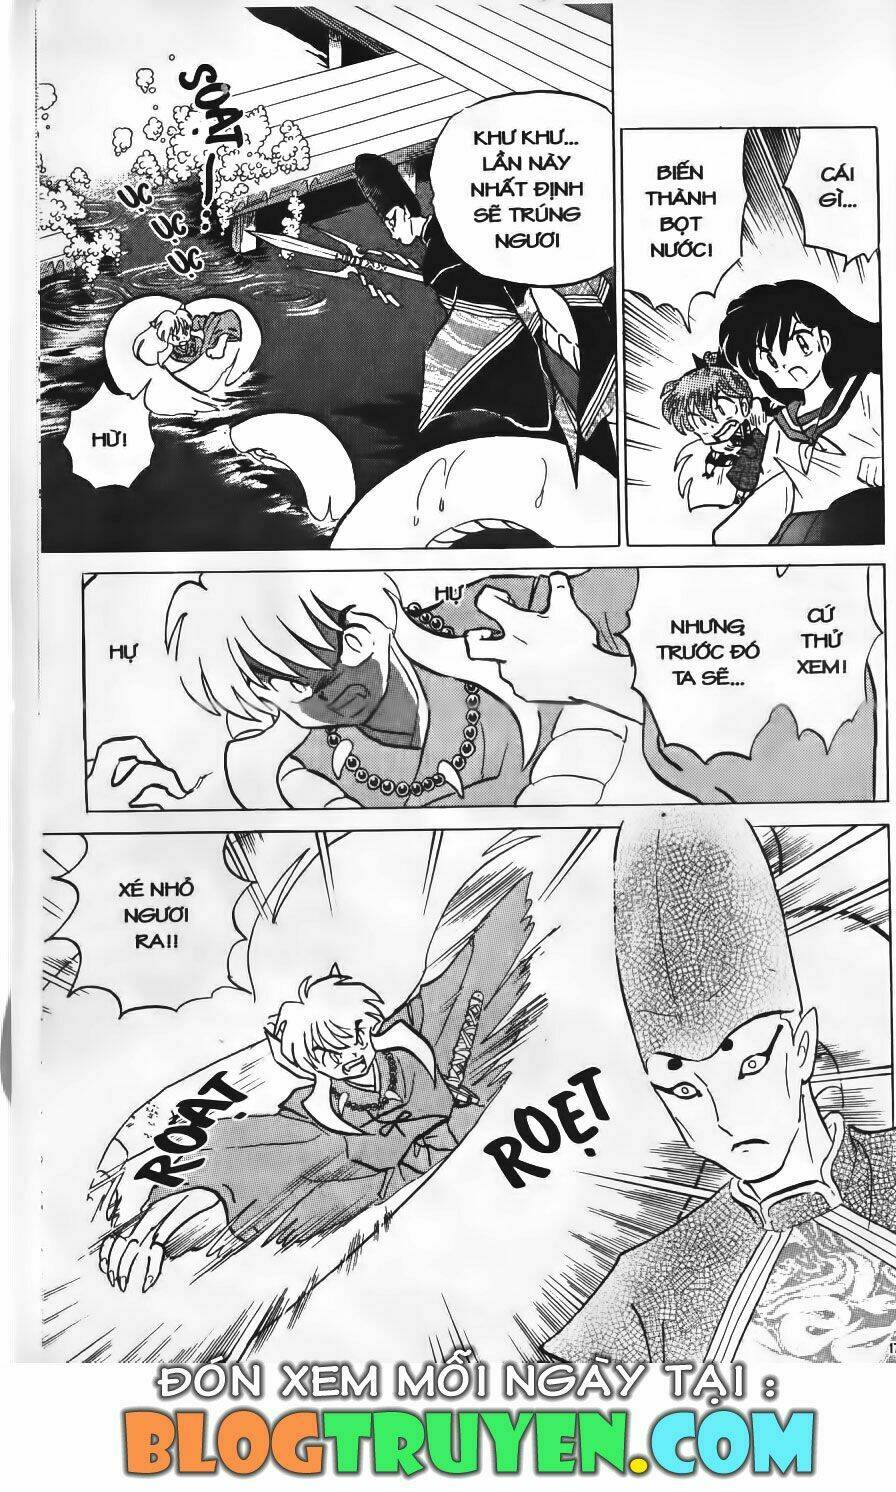 CÁI
GÌ...
BIẾN
THÀNH
BỌT
NƯỚC!
KHƯ KHƯ...
LẦN NÀY
NHẤT ĐỊNH
SẼ TRÚNG
NGƯƠI
SOẠT
ỤC
ỤC
ỤC
HỪ!
CỨ
THỬ
XEM!
NHƯNG
TRƯỚC ĐÓ
TA SẼ...
HỰ
HỰ
XÉ NHỎ
NGƯƠI
RA!!
ROẠT
ROẸT
ĐÓN XEM MỖI NGÀY TẠI :
BLOGTRUYEN.COM